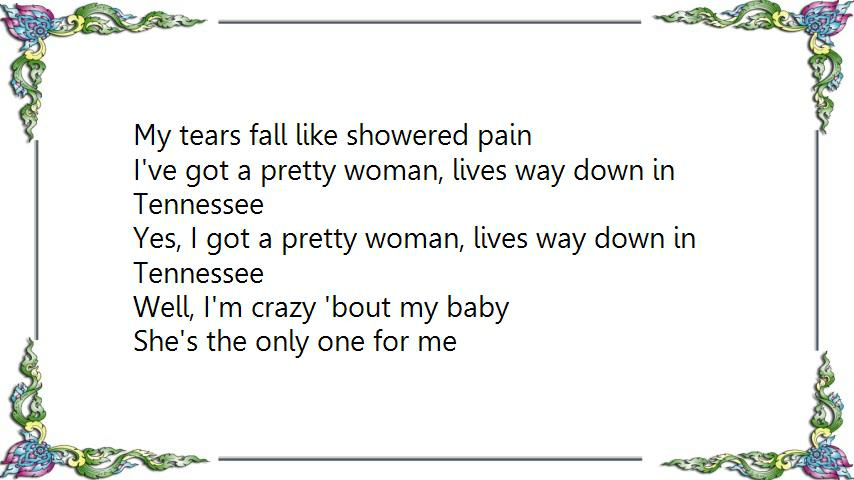 My tears fall like showered pain
I've got a pretty woman, lives way down in
Tennessee
Yes, I got a pretty woman, lives way down in
Tennessee
Well, I'm crazy 'bout my baby
She's the only one for me